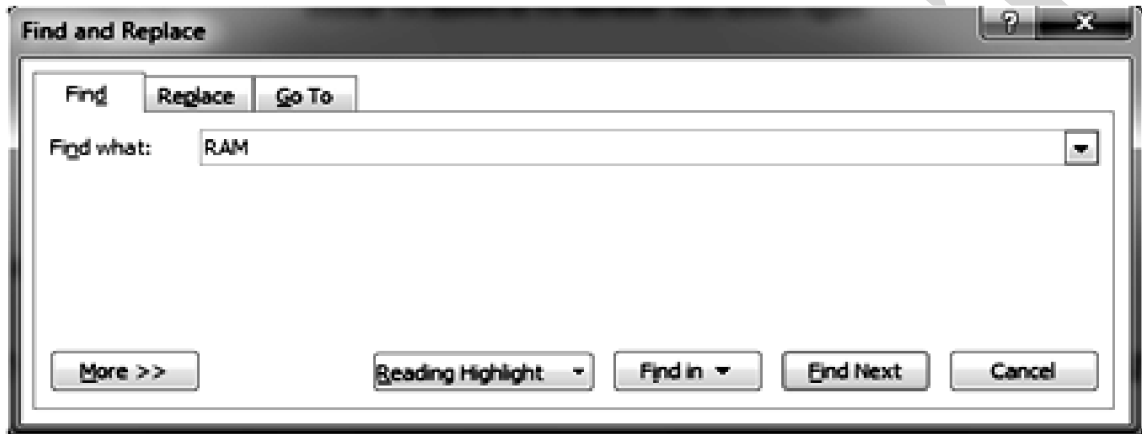 Find and Replace
Find Replace Go To
Find what: RAM
More >> Reading Highlight Find in Find Next Cancel